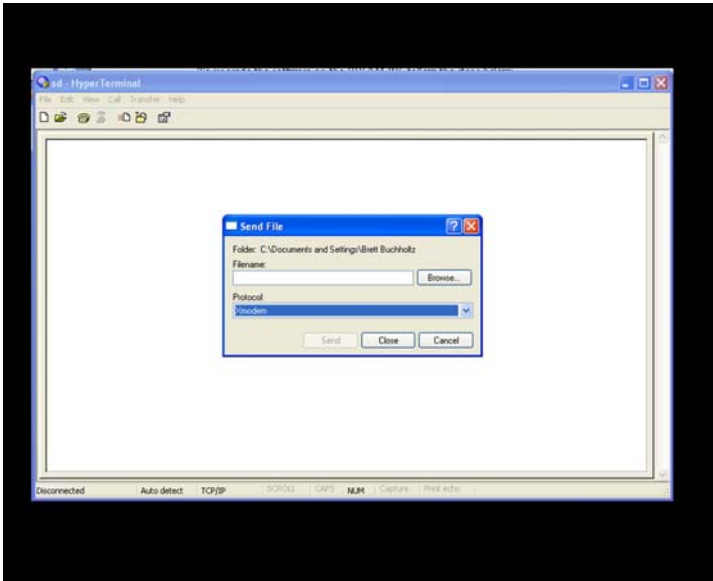 sd - HyperTerminal
File Edit View Call Transfer Help
Send File
Folder: C:\Documents and Settings\Brett Buchholtz
Filename:
Browse...
Protocol:
Xmodem
Send Close Cancel
Disconnected Auto detect TCP/IP SCROLL CAPS NUM Capture Print echo